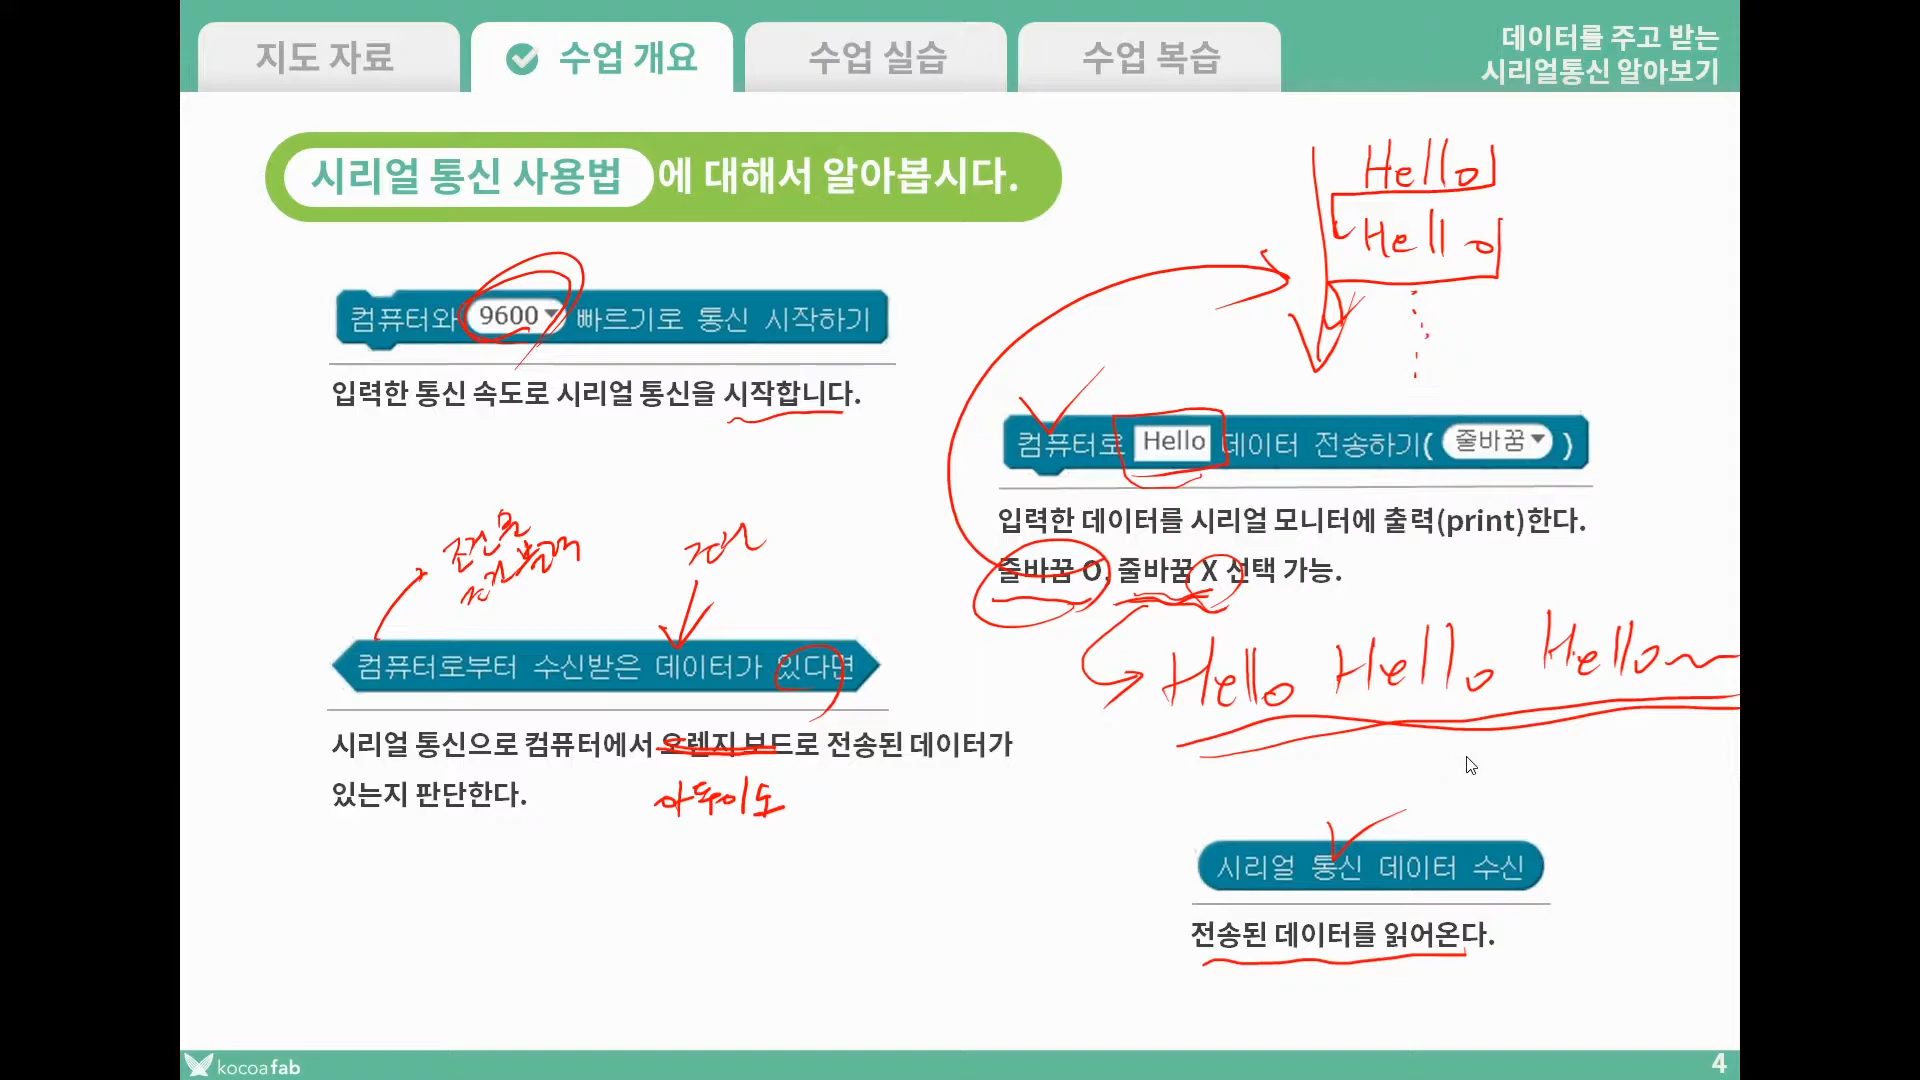 지도 자료
수업 개요
수업 실습
수업 복습
데이터를 주고 받는
시리얼통신 알아보기
시리얼 통신 사용법에 대해서 알아봅시다.
Hello
Hello
컴퓨터와 9600 빠르기로 통신 시작하기
입력한 통신 속도로 시리얼 통신을 시작합니다.
컴퓨터로 Hello 데이터 전송하기( 줄바꿈 )
입력한 데이터를 시리얼 모니터에 출력(print)한다.
줄바꿈 O, 줄바꿈 X 선택 가능.
Hello Hello Hello
조건문
컴퓨터로부터 수신받은 데이터가 있다면
시리얼 통신으로 컴퓨터에서 오렌지 보드로 전송된 데이터가
있는지 판단한다.
아두이노
시리얼 통신 데이터 수신
전송된 데이터를 읽어온다.
kocoafab
4